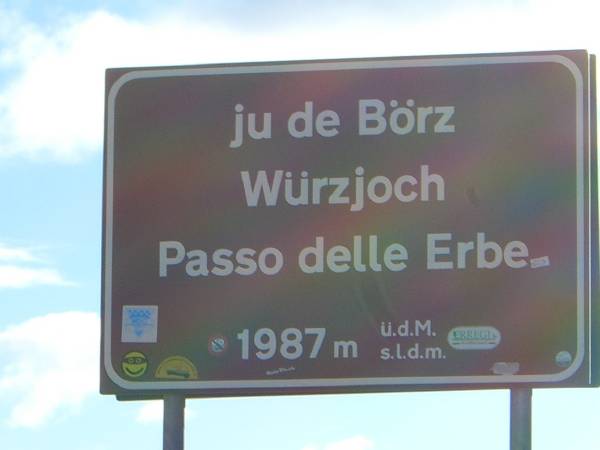 ju de Börz
Würzjoch
Passo delle Erbe
1987 m ü.d.M.
s.l.d.m.